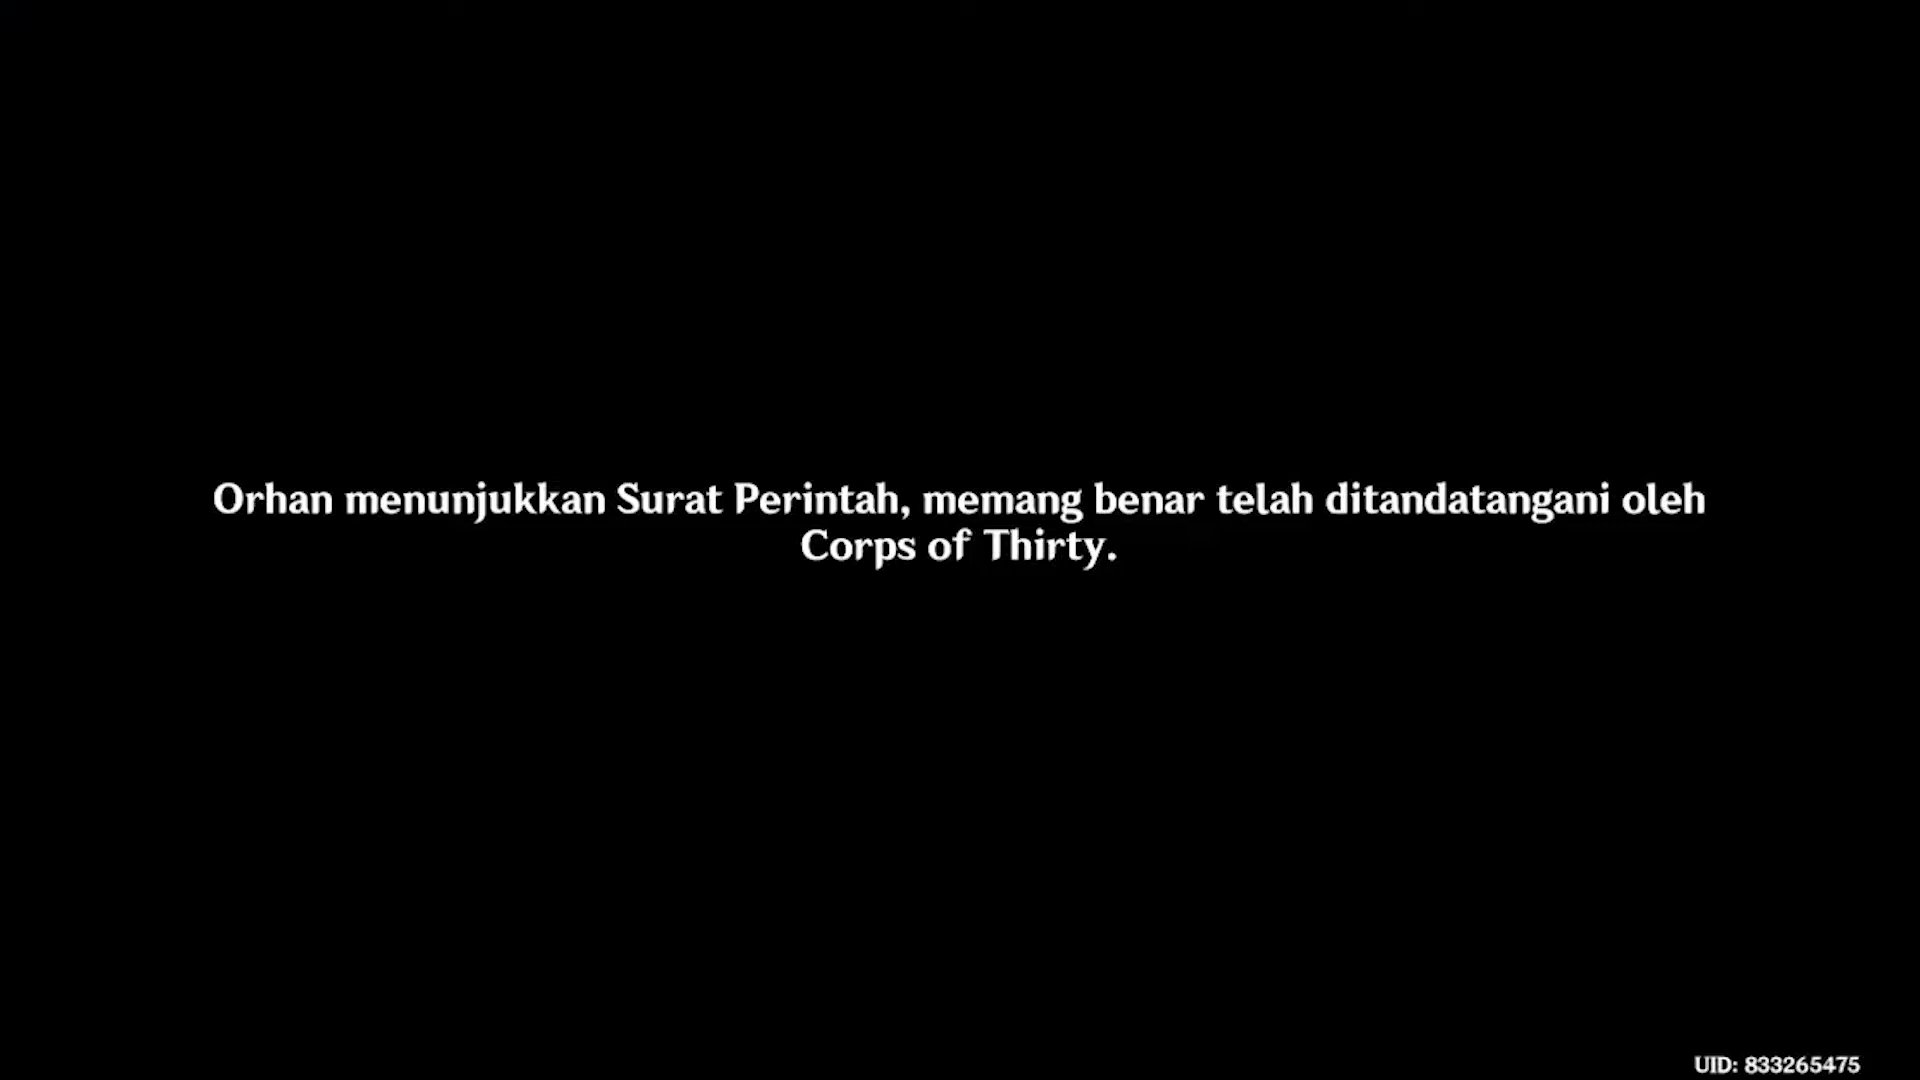 Orhan menunjukkan Surat Perintah, memang benar telah ditandatangani oleh
Corps of Thirty.
UID: 833265475